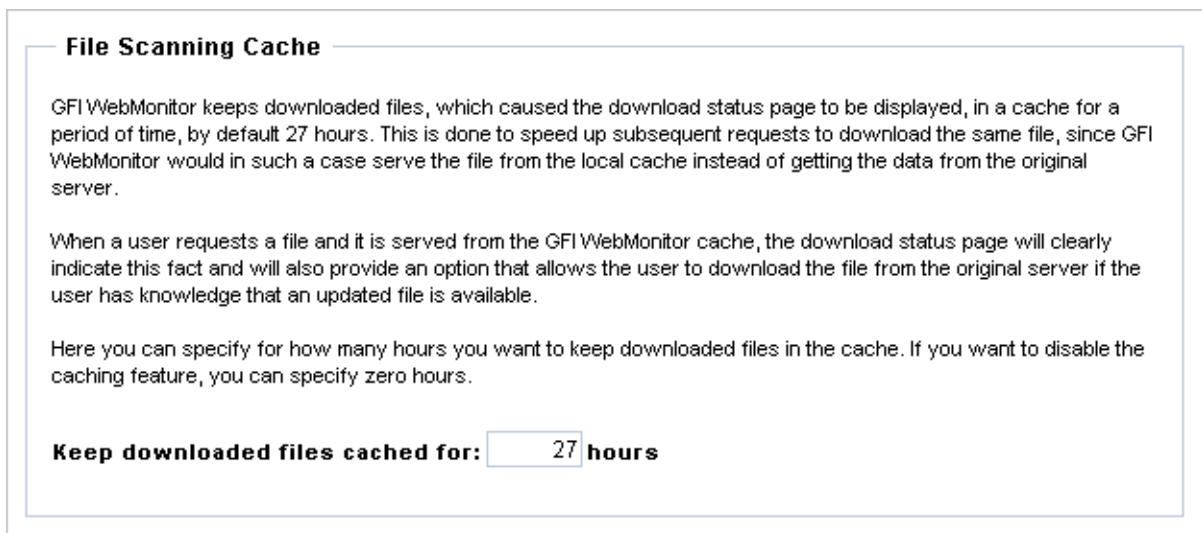 File Scanning Cache
GFI WebMonitor keeps downloaded files, which caused the download status page to be displayed, in a cache for a
period of time, by default 27 hours. This is done to speed up subsequent requests to download the same file, since GFI
WebMonitor would in such a case serve the file from the local cache instead of getting the data from the original
server.
When a user requests a file and it is served from the GFI WebMonitor cache, the download status page will clearly
indicate this fact and will also provide an option that allows the user to download the file from the original server if the
user has knowledge that an updated file is available.
Here you can specify for how many hours you want to keep downloaded files in the cache. If you want to disable the
caching feature, you can specify zero hours.
Keep downloaded files cached for: 27 hours